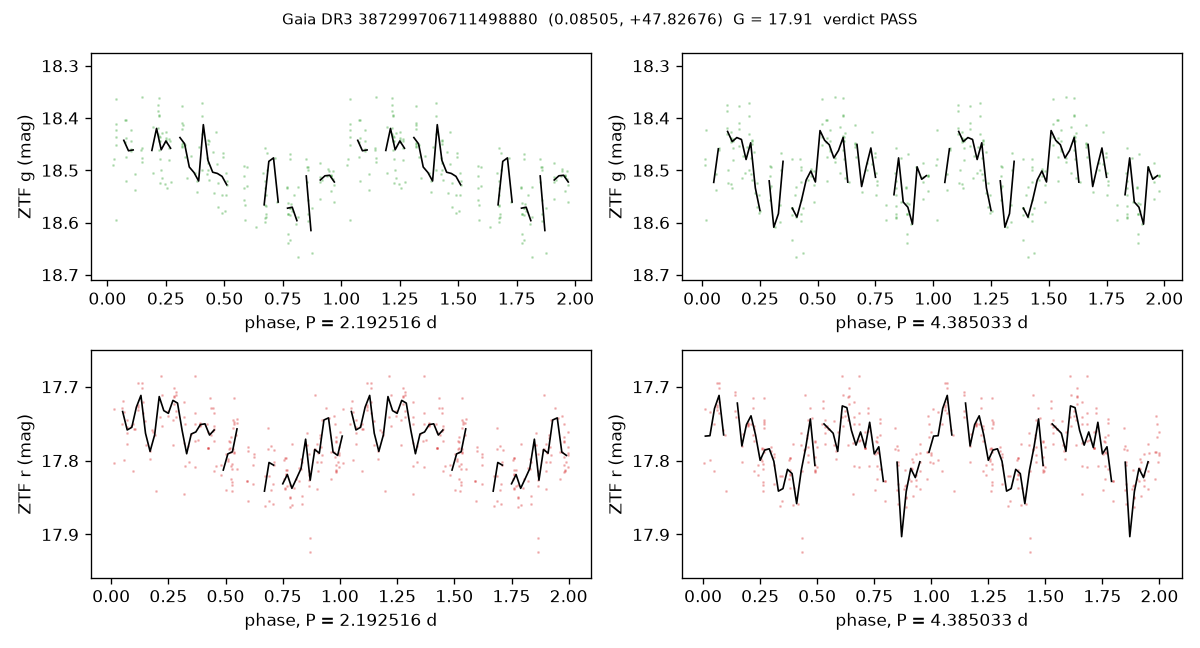 Gaia DR3 387299706711498880 (0.08505, +47.82676) G = 17.91 verdict PASS
18.3
18.4
18.5
18.6
18.7
ZTF g (mag)
0.00 0.25 0.50 0.75 1.00 1.25 1.50 1.75 2.00
phase, P = 2.192516 d
18.3
18.4
18.5
18.6
18.7
ZTF g (mag)
0.00 0.25 0.50 0.75 1.00 1.25 1.50 1.75 2.00
phase, P = 4.385033 d
17.7
17.8
17.9
ZTF r (mag)
0.00 0.25 0.50 0.75 1.00 1.25 1.50 1.75 2.00
phase, P = 2.192516 d
17.7
17.8
17.9
ZTF r (mag)
0.00 0.25 0.50 0.75 1.00 1.25 1.50 1.75 2.00
phase, P = 4.385033 d